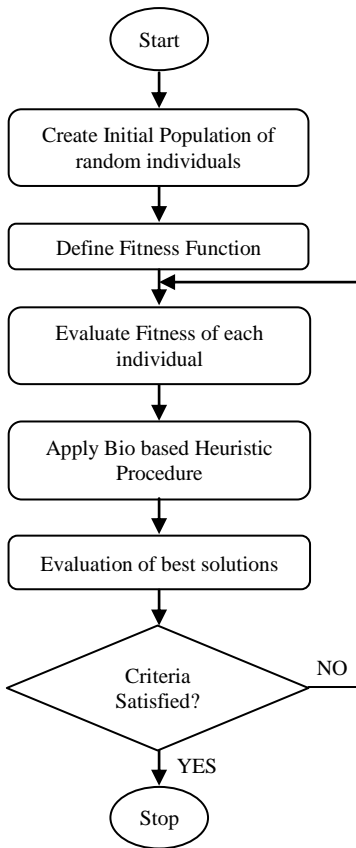 Start
Create Initial Population of
random individuals
Define Fitness Function
Evaluate Fitness of each
individual
Apply Bio based Heuristic
Procedure
Evaluation of best solutions
Criteria
Satisfied?
NO
YES
Stop